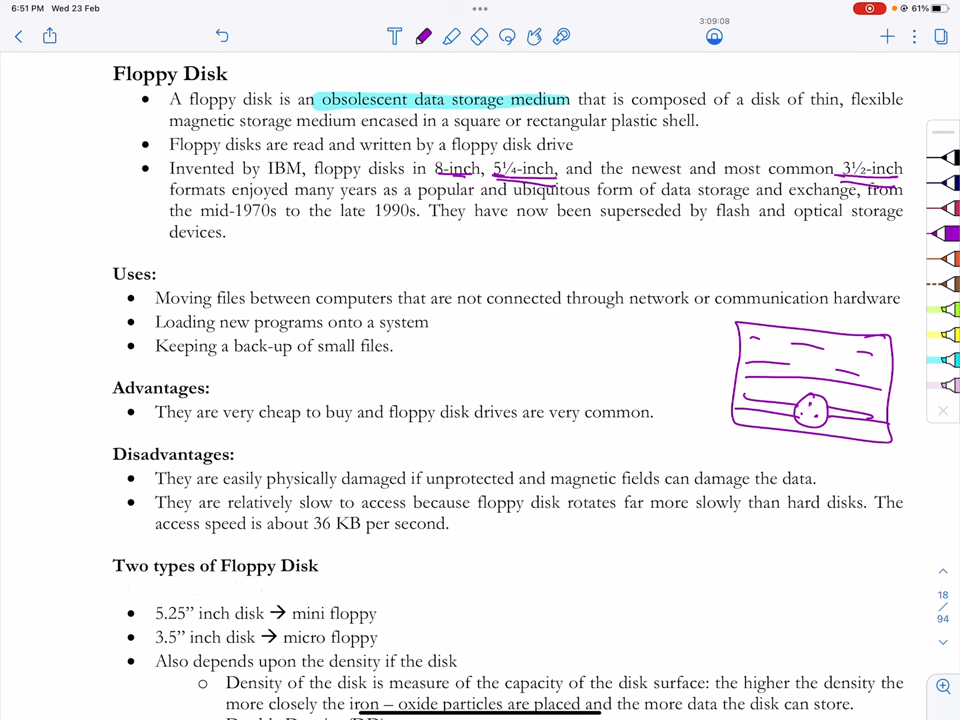 6:51 PM Wed 23 Feb
61%
3:09:08
Floppy Disk
• A floppy disk is an obsolescent data storage medium that is composed of a disk of thin, flexible
magnetic storage medium encased in a square or rectangular plastic shell.
• Floppy disks are read and written by a floppy disk drive
• Invented by IBM, floppy disks in 8-inch, 5¼-inch, and the newest and most common 3½-inch
formats enjoyed many years as a popular and ubiquitous form of data storage and exchange, from
the mid-1970s to the late 1990s. They have now been superseded by flash and optical storage
devices.
Uses:
• Moving files between computers that are not connected through network or communication hardware
• Loading new programs onto a system
• Keeping a back-up of small files.
Advantages:
• They are very cheap to buy and floppy disk drives are very common.
Disadvantages:
• They are easily physically damaged if unprotected and magnetic fields can damage the data.
• They are relatively slow to access because floppy disk rotates far more slowly than hard disks. The
access speed is about 36 KB per second.
Two types of Floppy Disk
• 5.25” inch disk → mini floppy
• 3.5” inch disk → micro floppy
• Also depends upon the density if the disk
o Density of the disk is measure of the capacity of the disk surface: the higher the density the
more closely the iron – oxide particles are placed and the more data the disk can store.
18
/
94